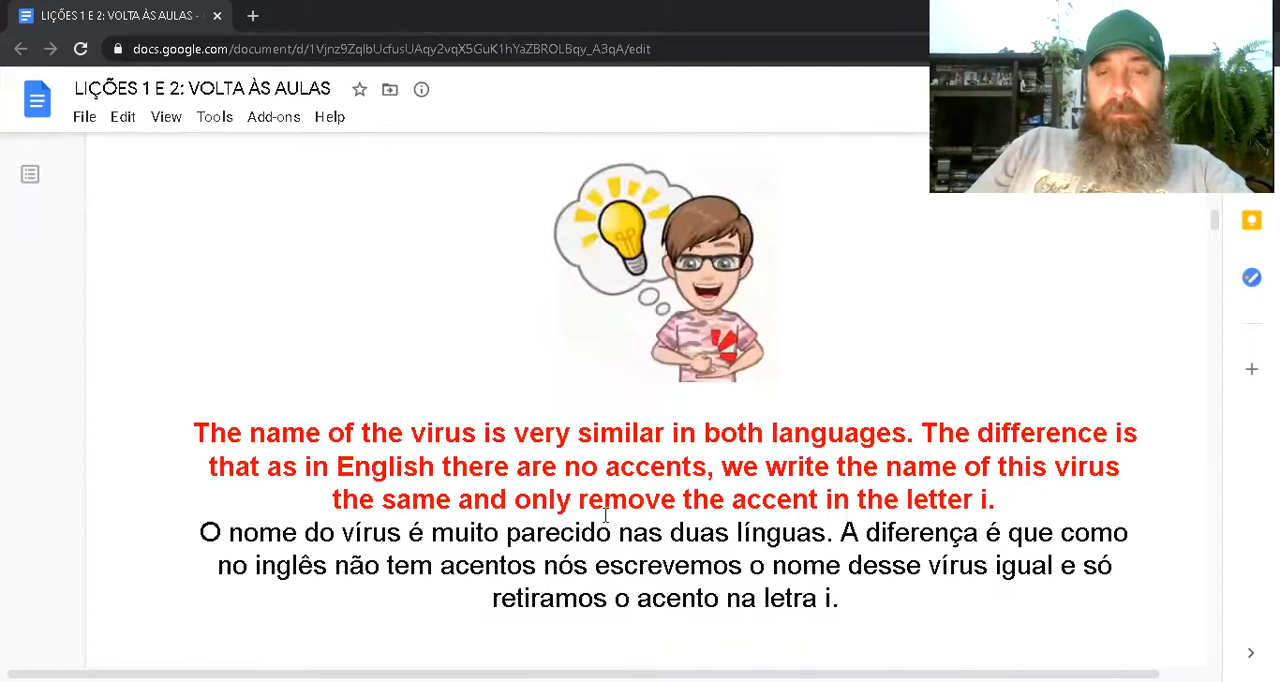 LIÇÕES 1 E 2: VOLTA ÀS AULAS -
docs.google.com/document/d/1Vjnz9ZqlbUcfusUAqy2vqX5GuK1hYaZBROLBqy_A3qA/edit
LIÇÕES 1 E 2: VOLTA ÀS AULAS
File Edit View Tools Add-ons Help
The name of the virus is very similar in both languages. The difference is
that as in English there are no accents, we write the name of this virus
the same and only remove the accent in the letter i.
O nome do vírus é muito parecido nas duas línguas. A diferença é que como
no inglês não tem acentos nós escrevemos o nome desse vírus igual e só
retiramos o acento na letra i.